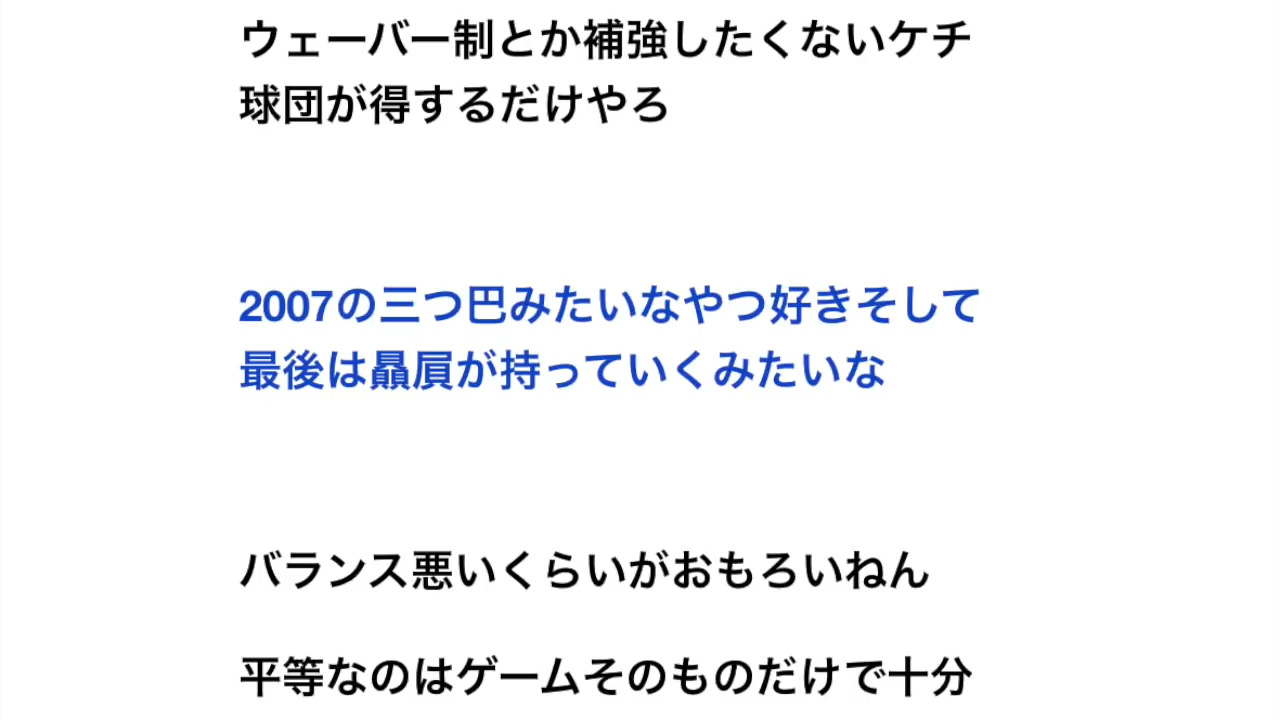 ウェーバー制とか補強したくないケチ
球団が得するだけやろ
2007の三つ巴みたいなやつ好きそして
最後は贔屓が持っていくみたいな
バランス悪いくらいがおもろいねん
平等なのはゲームそのものだけで十分